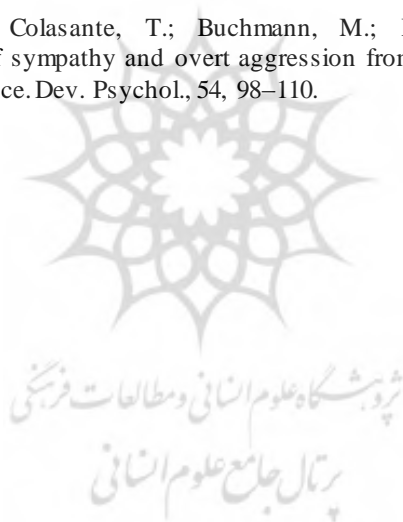 Colasante, T.; Buchmann, M.;
sympathy and overt aggression from
ce. Dev. Psychol., 54, 98–110.
پژوهشگاه علوم انسانی و مطالعات فرهنگی
پرتال جامع علوم انسانی